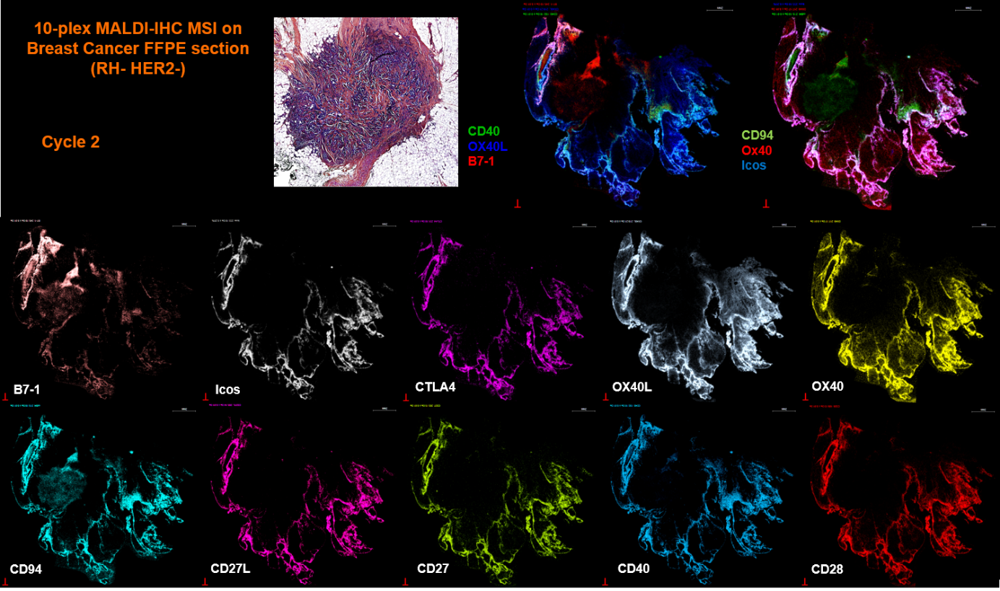 10-plex MALDI-IHC MSI on
Breast Cancer FFPE section
(RH- HER2-)
Cycle 2
CD40
OX40L
B7-1
CD94
Ox40
Icos
B7-1
Icos
CTLA4
OX40L
OX40
CD94
CD27L
CD27
CD40
CD28